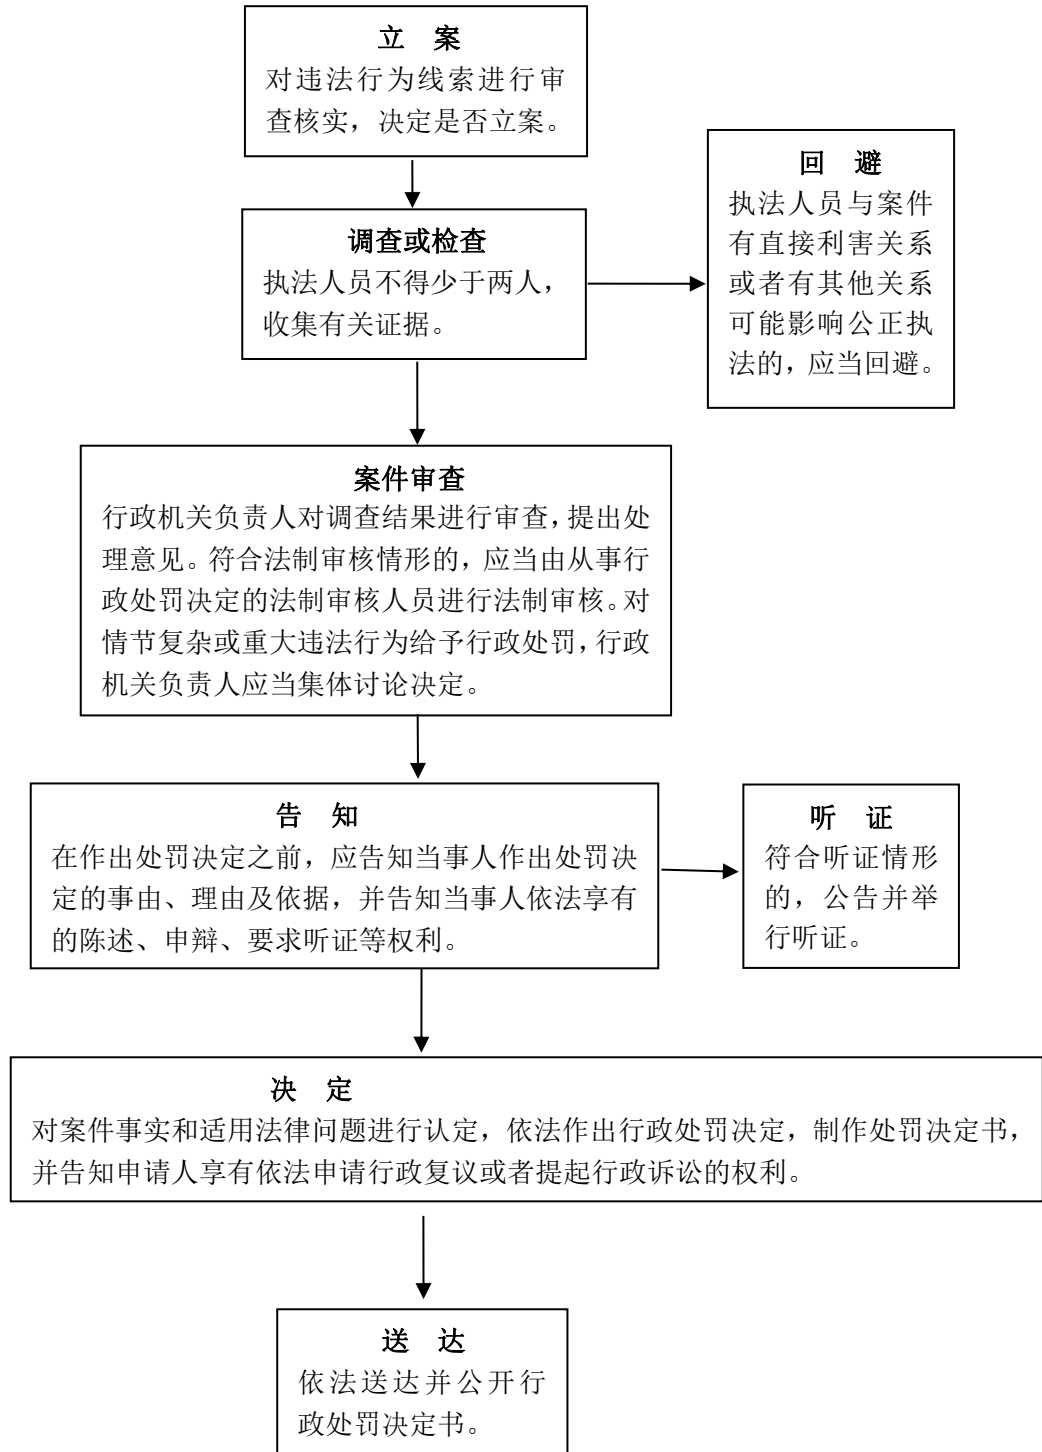 立 案
对违法行为线索进行审
查核实，决定是否立案。
调查或检查
执法人员不得少于两人，
收集有关证据。
回 避
执法人员与案件
有直接利害关系
或者有其他关系
可能影响公正执
法的，应当回避。
案件审查
行政机关负责人对调查结果进行审查，提出处
理意见。符合法制审核情形的，应当由从事行
政处罚决定的法制审核人员进行法制审核。对
情节复杂或重大违法行为给予行政处罚，行政
机关负责人应当集体讨论决定。
告 知
在作出处罚决定之前，应告知当事人作出处罚决
定的事由、理由及依据，并告知当事人依法享有
的陈述、申辩、要求听证等权利。
听 证
符合听证情形
的，公告并举
行听证。
决 定
对案件事实和适用法律问题进行认定，依法作出行政处罚决定，制作处罚决定书，
并告知申请人享有依法申请行政复议或者提起行政诉讼的权利。
送 达
依法送达并公开行
政处罚决定书。